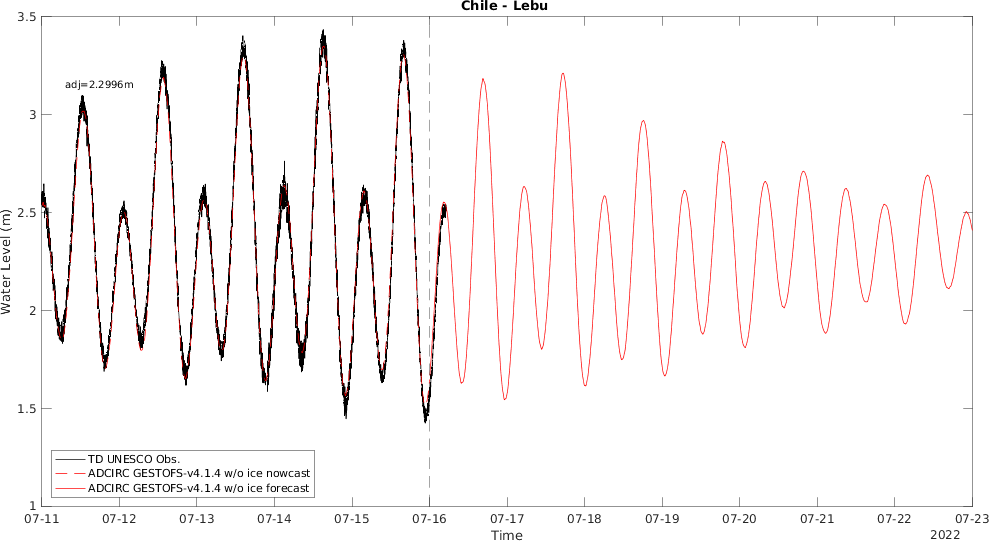 Chile - Lebu
3.5
adj=2.2996m
3
2.5
Water Level (m)
2
1.5
TD UNESCO Obs.
ADCIRC GESTOFS-v4.1.4 w/o ice nowcast
ADCIRC GESTOFS-v4.1.4 w/o ice forecast
1
07-11 07-12 07-13 07-14 07-15 07-16 07-17 07-18 07-19 07-20 07-21 07-22 07-23
Time
2022